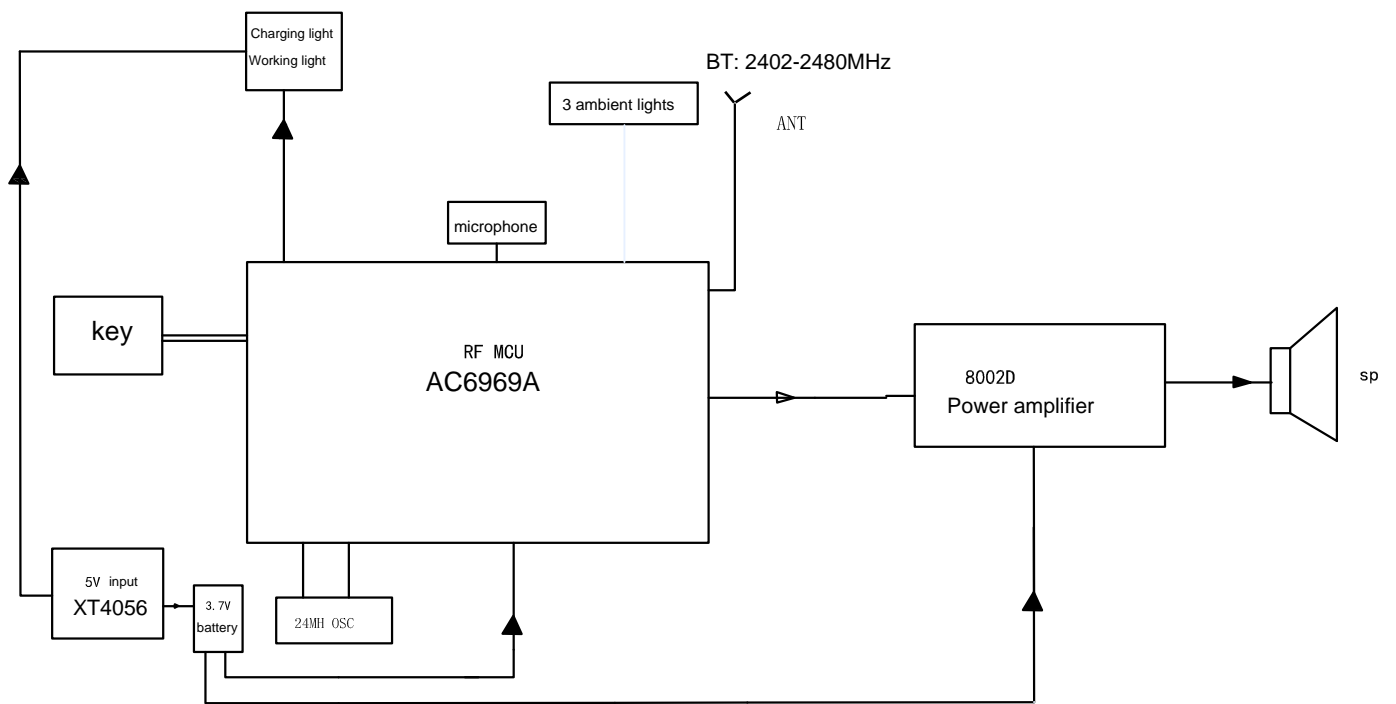 Charging light
Working light
BT: 2402-2480MHz
3 ambient lights
ANT
microphone
key
RF MCU
AC6969A
8002D
Power amplifier
sp
5V input
XT4056
3.7V
battery
24MH OSC